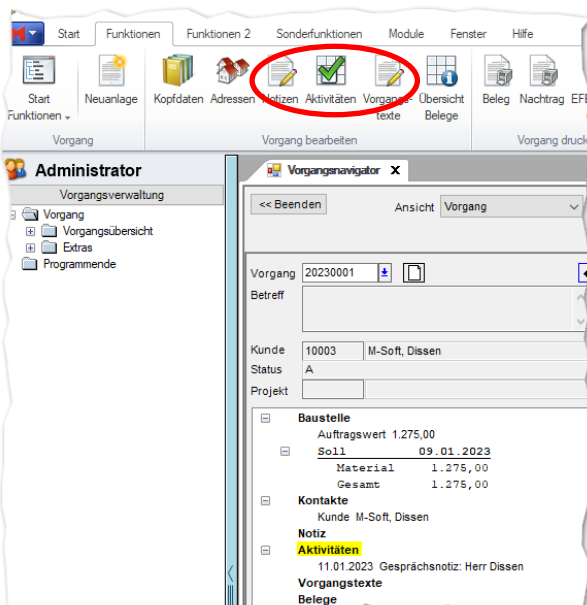 Start Funktionen Funktionen 2 Sonderfunktionen Module Fenster Hilfe
Start Funktionen Neuanlage Kopfdaten Adressen Notizen Aktivitäten Vorgangs-texte Übersicht Belege Beleg Nachtrag
Vorgang Vorgang bearbeiten Vorgang druck
Administrator
Vorgangsverwaltung
Vorgang
Vorgangsübersicht
Extras
Programmende
Vorgangsnavigator X
<< Beenden Ansicht Vorgang
Vorgang 20230001
Betreff
Kunde 10003 M-Soft, Dissen
Status A
Projekt
Baustelle
Auftragswert 1.275,00
Soll 09.01.2023
Material 1.275,00
Gesamt 1.275,00
Kontakte
Kunde M-Soft, Dissen
Notiz
Aktivitäten
11.01.2023 Gesprächsnotiz: Herr Dissen
Vorgangstexte
Belege